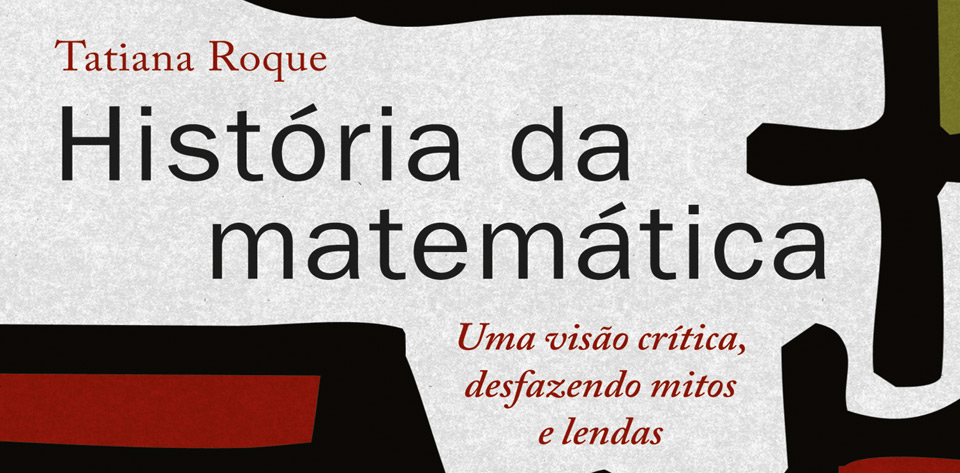 Tatiana Roque
História da
matemática
Uma visão crítica,
desfazendo mitos
e lendas